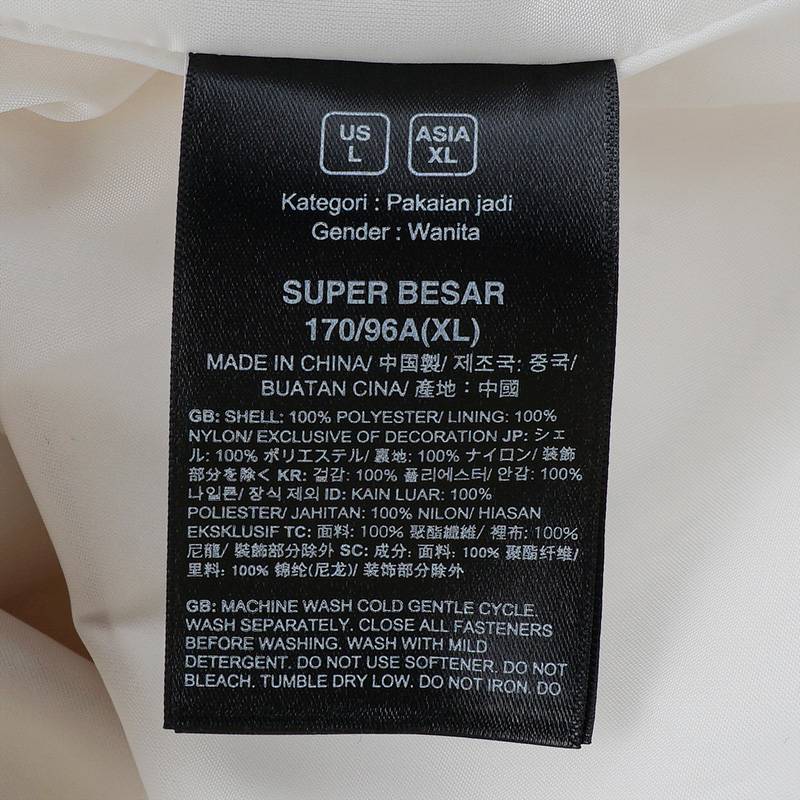 US ASIA
L XL
Kategori : Pakaian jadi
Gender : Wanita
SUPER BESAR
170/96A(XL)
MADE IN CHINA/ 中国製/ 제조국: 중국/
BUATAN CINA/ 産地：中國
GB: SHELL: 100% POLYESTER/ LINING: 100%
NYLON/ EXCLUSIVE OF DECORATION JP: シェ
ル: 100% ポリエステル/ 裏地: 100% ナイロン/ 装飾
部分を除く KR: 겉감: 100% 폴리에스터/ 안감: 100%
나일론/ 장식 제외 ID: KAIN LUAR: 100%
POLIESTER/ JAHITAN: 100% NILON/ HIASAN
EKSKLUSIF TC: 面料: 100% 聚酯纖維/ 裡布: 100%
尼龍/ 裝飾部分除外 SC: 成分: 面料: 100% 聚酯纤维/
里料: 100% 锦纶(尼龙)/ 装饰部分除外
GB: MACHINE WASH COLD GENTLE CYCLE.
WASH SEPARATELY. CLOSE ALL FASTENERS
BEFORE WASHING. WASH WITH MILD
DETERGENT. DO NOT USE SOFTENER. DO NOT
BLEACH. TUMBLE DRY LOW. DO NOT IRON. DO